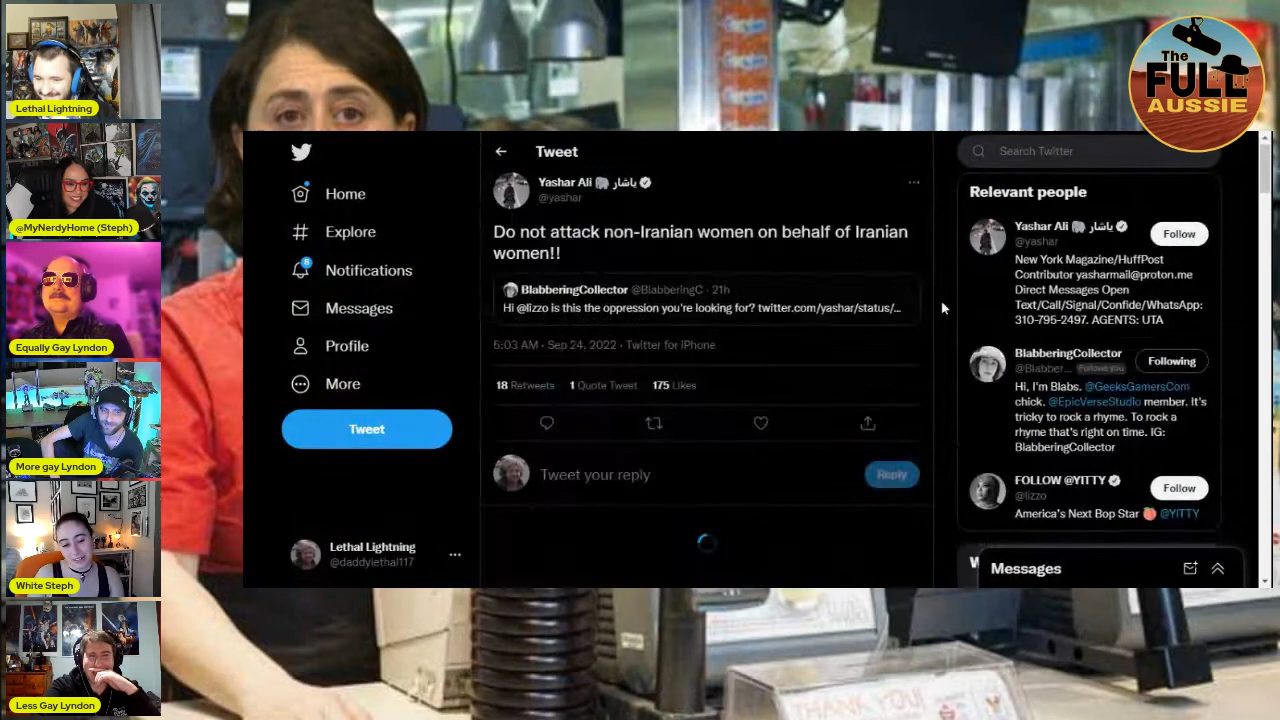 Lethal Lightning
@MyNerdyHome (Steph)
Equally Gay Lyndon
More gay Lyndon
White Steph
Less Gay Lyndon
The
FULL
AUSSIE
Home
Explore
8
Notifications
Messages
Profile
More
Tweet
Lethal Lightning
@daddylethal117
Tweet
Yashar Ali 🐘 یاشار
@yashar
Do not attack non-Iranian women on behalf of Iranian
women!!
BlabberingCollector @BlabberingC · 21h
Hi @lizzo is this the oppression you're looking for? twitter.com/yashar/status/...
5:03 AM · Sep 24, 2022 · Twitter for iPhone
18 Retweets 1 Quote Tweet 175 Likes
Tweet your reply
Reply
Search Twitter
Relevant people
Yashar Ali 🐘 یاشار
@yashar
Follow
New York Magazine/HuffPost
Contributor yasharmail@proton.me
Direct Messages Open
Text/Call/Signal/Confide/WhatsApp:
310-795-2497. AGENTS: UTA
BlabberingCollector
@Blabber... Follows you
Following
Hi, I'm Blabs. @GeeksGamersCom
chick. @EpicVerseStudio member. It's
tricky to rock a rhyme. To rock a
rhyme that's right on time. IG:
BlabberingCollector
FOLLOW @YITTY
@lizzo
Follow
America's Next Bop Star 🍑 @YITTY
Messages
THANK YOU